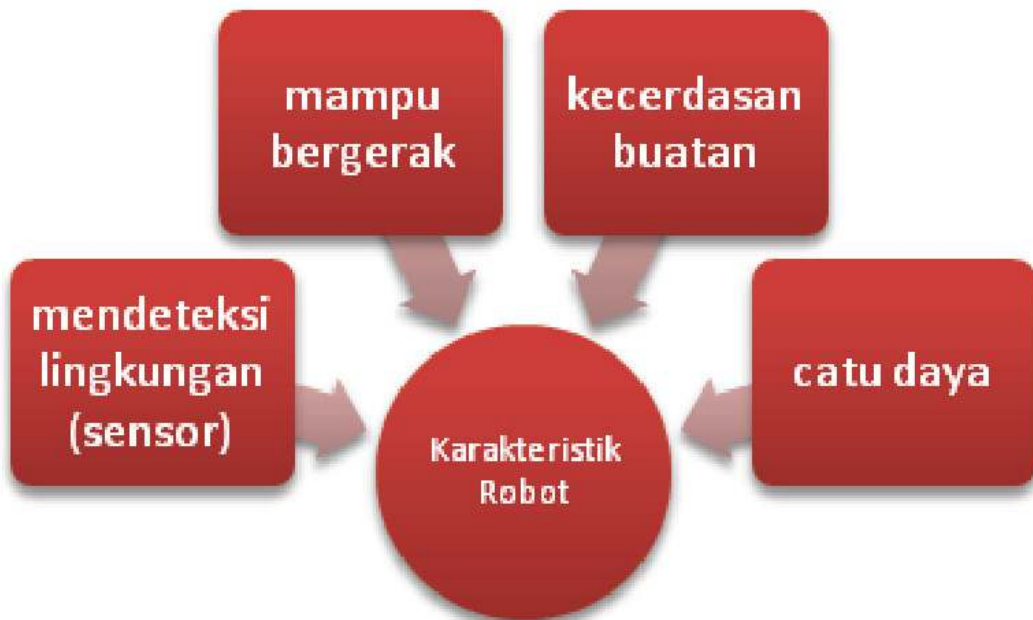 mampu
bergerak
kecerdasan
buatan
mendeteksi
lingkungan
(sensor)
catu daya
Karakteristik
Robot